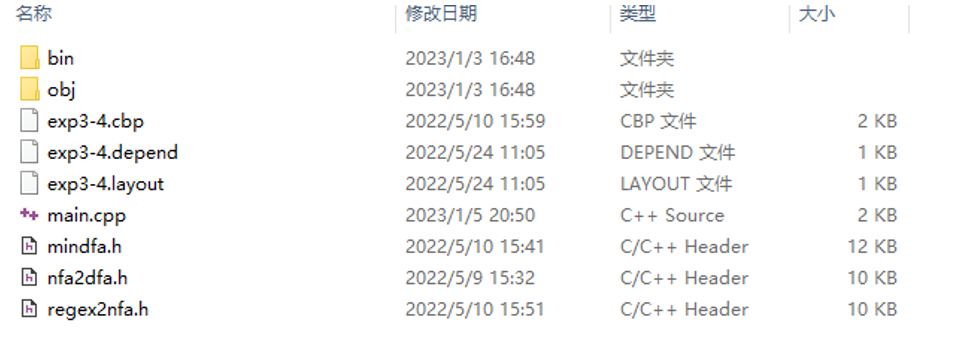 名称 修改日期 类型 大小
bin 2023/1/3 16:48 文件夹
obj 2023/1/3 16:48 文件夹
exp3-4.cbp 2022/5/10 15:59 CBP 文件 2 KB
exp3-4.depend 2022/5/24 11:05 DEPEND 文件 1 KB
exp3-4.layout 2022/5/24 11:05 LAYOUT 文件 1 KB
main.cpp 2023/1/5 20:50 C++ Source 2 KB
mindfa.h 2022/5/10 15:41 C/C++ Header 12 KB
nfa2dfa.h 2022/5/9 15:32 C/C++ Header 10 KB
regex2nfa.h 2022/5/10 15:51 C/C++ Header 10 KB